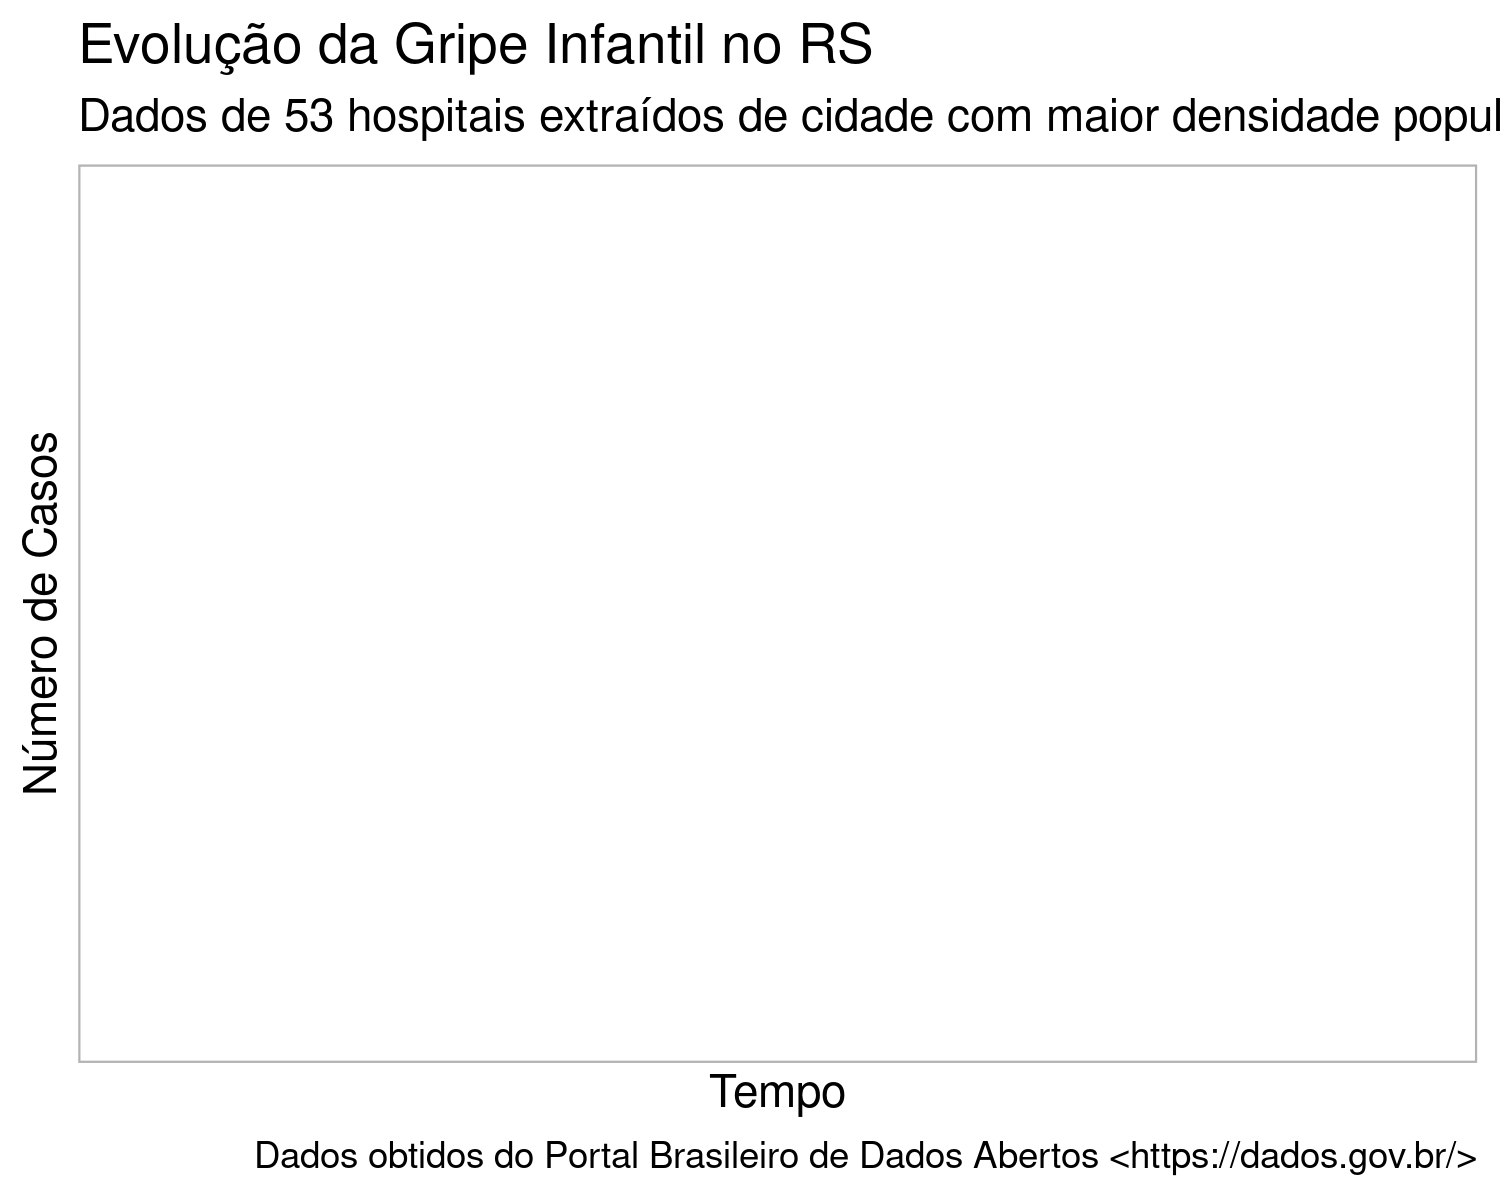 Evolução da Gripe Infantil no RS
Dados de 53 hospitais extraídos de cidade com maior densidade popul
Número de Casos
Tempo
Dados obtidos do Portal Brasileiro de Dados Abertos <https://dados.gov.br/>